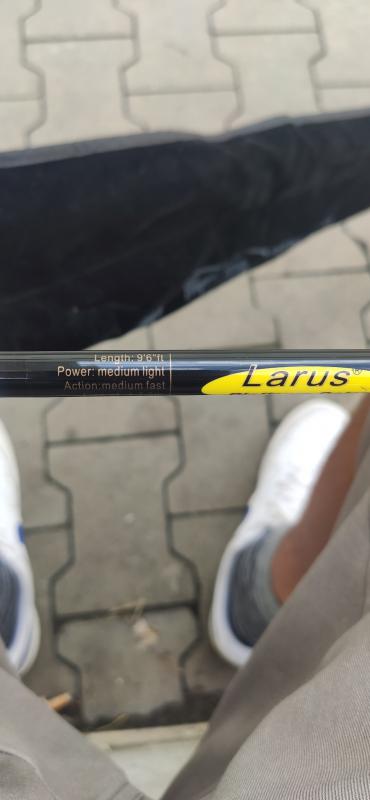 Length: 9'6"ft
Power: medium light
Action:medium fast
Larus®